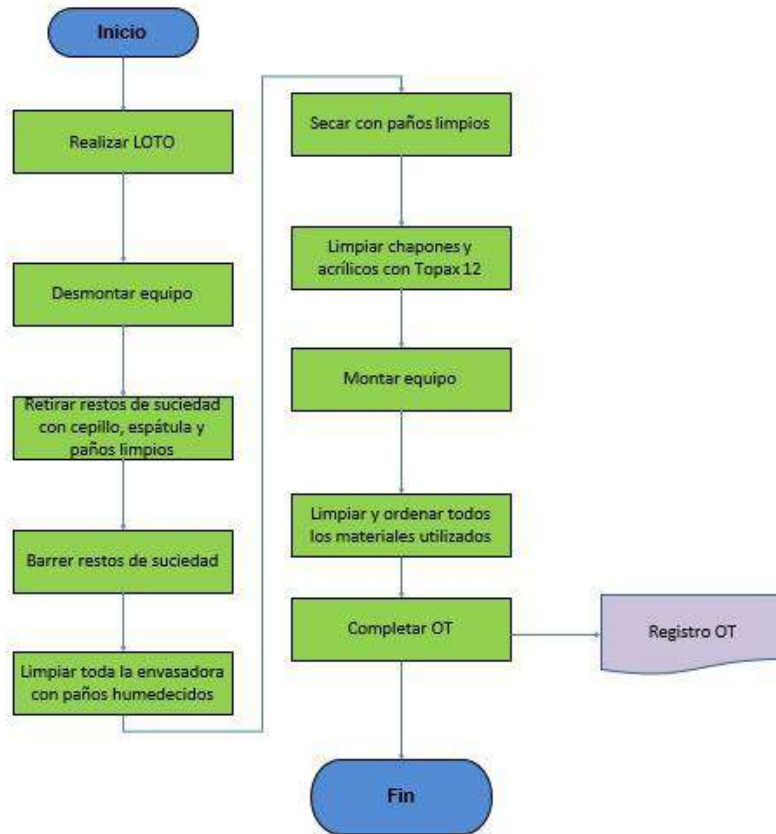 Inicio
Realizar LOTO
Desmontar equipo
Retirar restos de suciedad
con cepillo, espátula y
paños limpios
Barrer restos de suciedad
Limpiar toda la envasadora
con paños humedecidos
Secar con paños limpios
Limpiar chapones y
acrílicos con Topax 12
Montar equipo
Limpiar y ordenar todos
los materiales utilizados
Completar OT
Registro OT
Fin